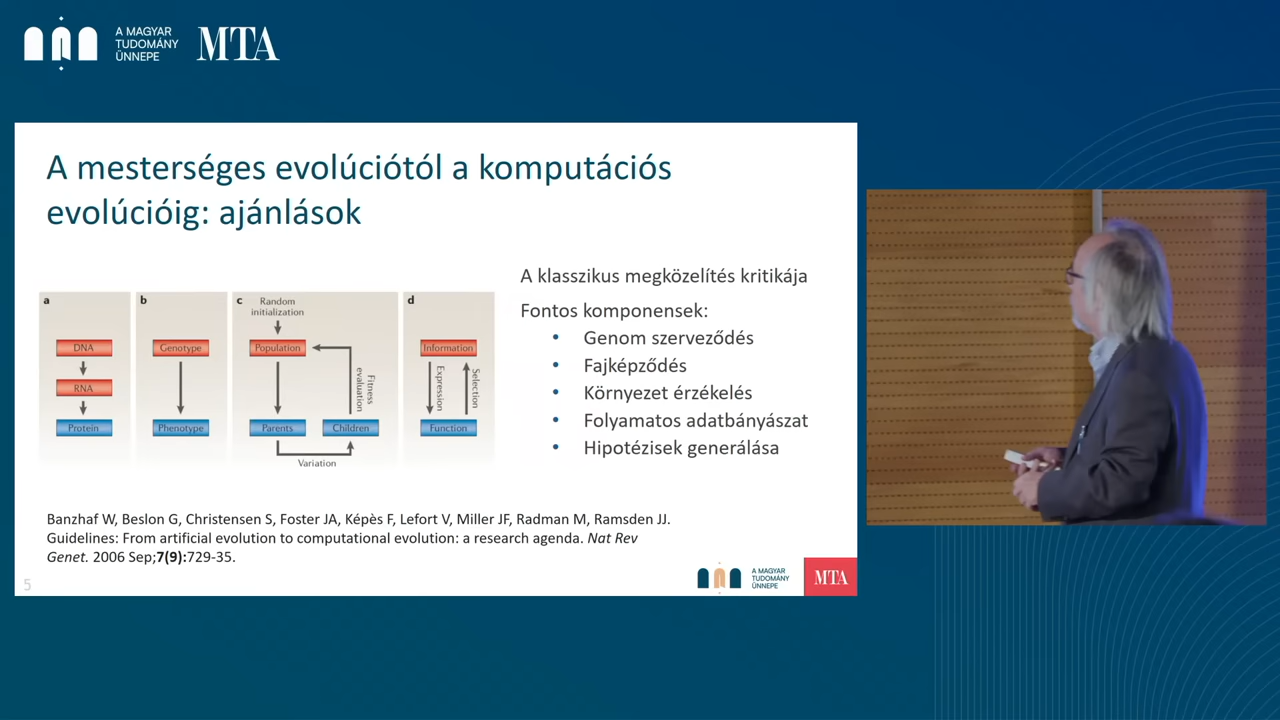 A MAGYAR
TUDOMÁNY
ÜNNEPE
MTA
A mesterséges evolúciótól a komputációs
evolúcióig: ajánlások
a
DNA
RNA
Protein
b
Genotype
Phenotype
c
Random
initialization
Population
Fitness
evaluation
Parents
Children
Variation
d
Information
Expression
Selection
Function
A klasszikus megközelítés kritikája
Fontos komponensek:
• Genom szerveződés
• Fajképződés
• Környezet érzékelés
• Folyamatos adatbányászat
• Hipotézisek generálása
Banzhaf W, Beslon G, Christensen S, Foster JA, Képès F, Lefort V, Miller JF, Radman M, Ramsden JJ.
Guidelines: From artificial evolution to computational evolution: a research agenda. Nat Rev
Genet. 2006 Sep;7(9):729-35.
5
A MAGYAR
TUDOMÁNY
ÜNNEPE
MTA